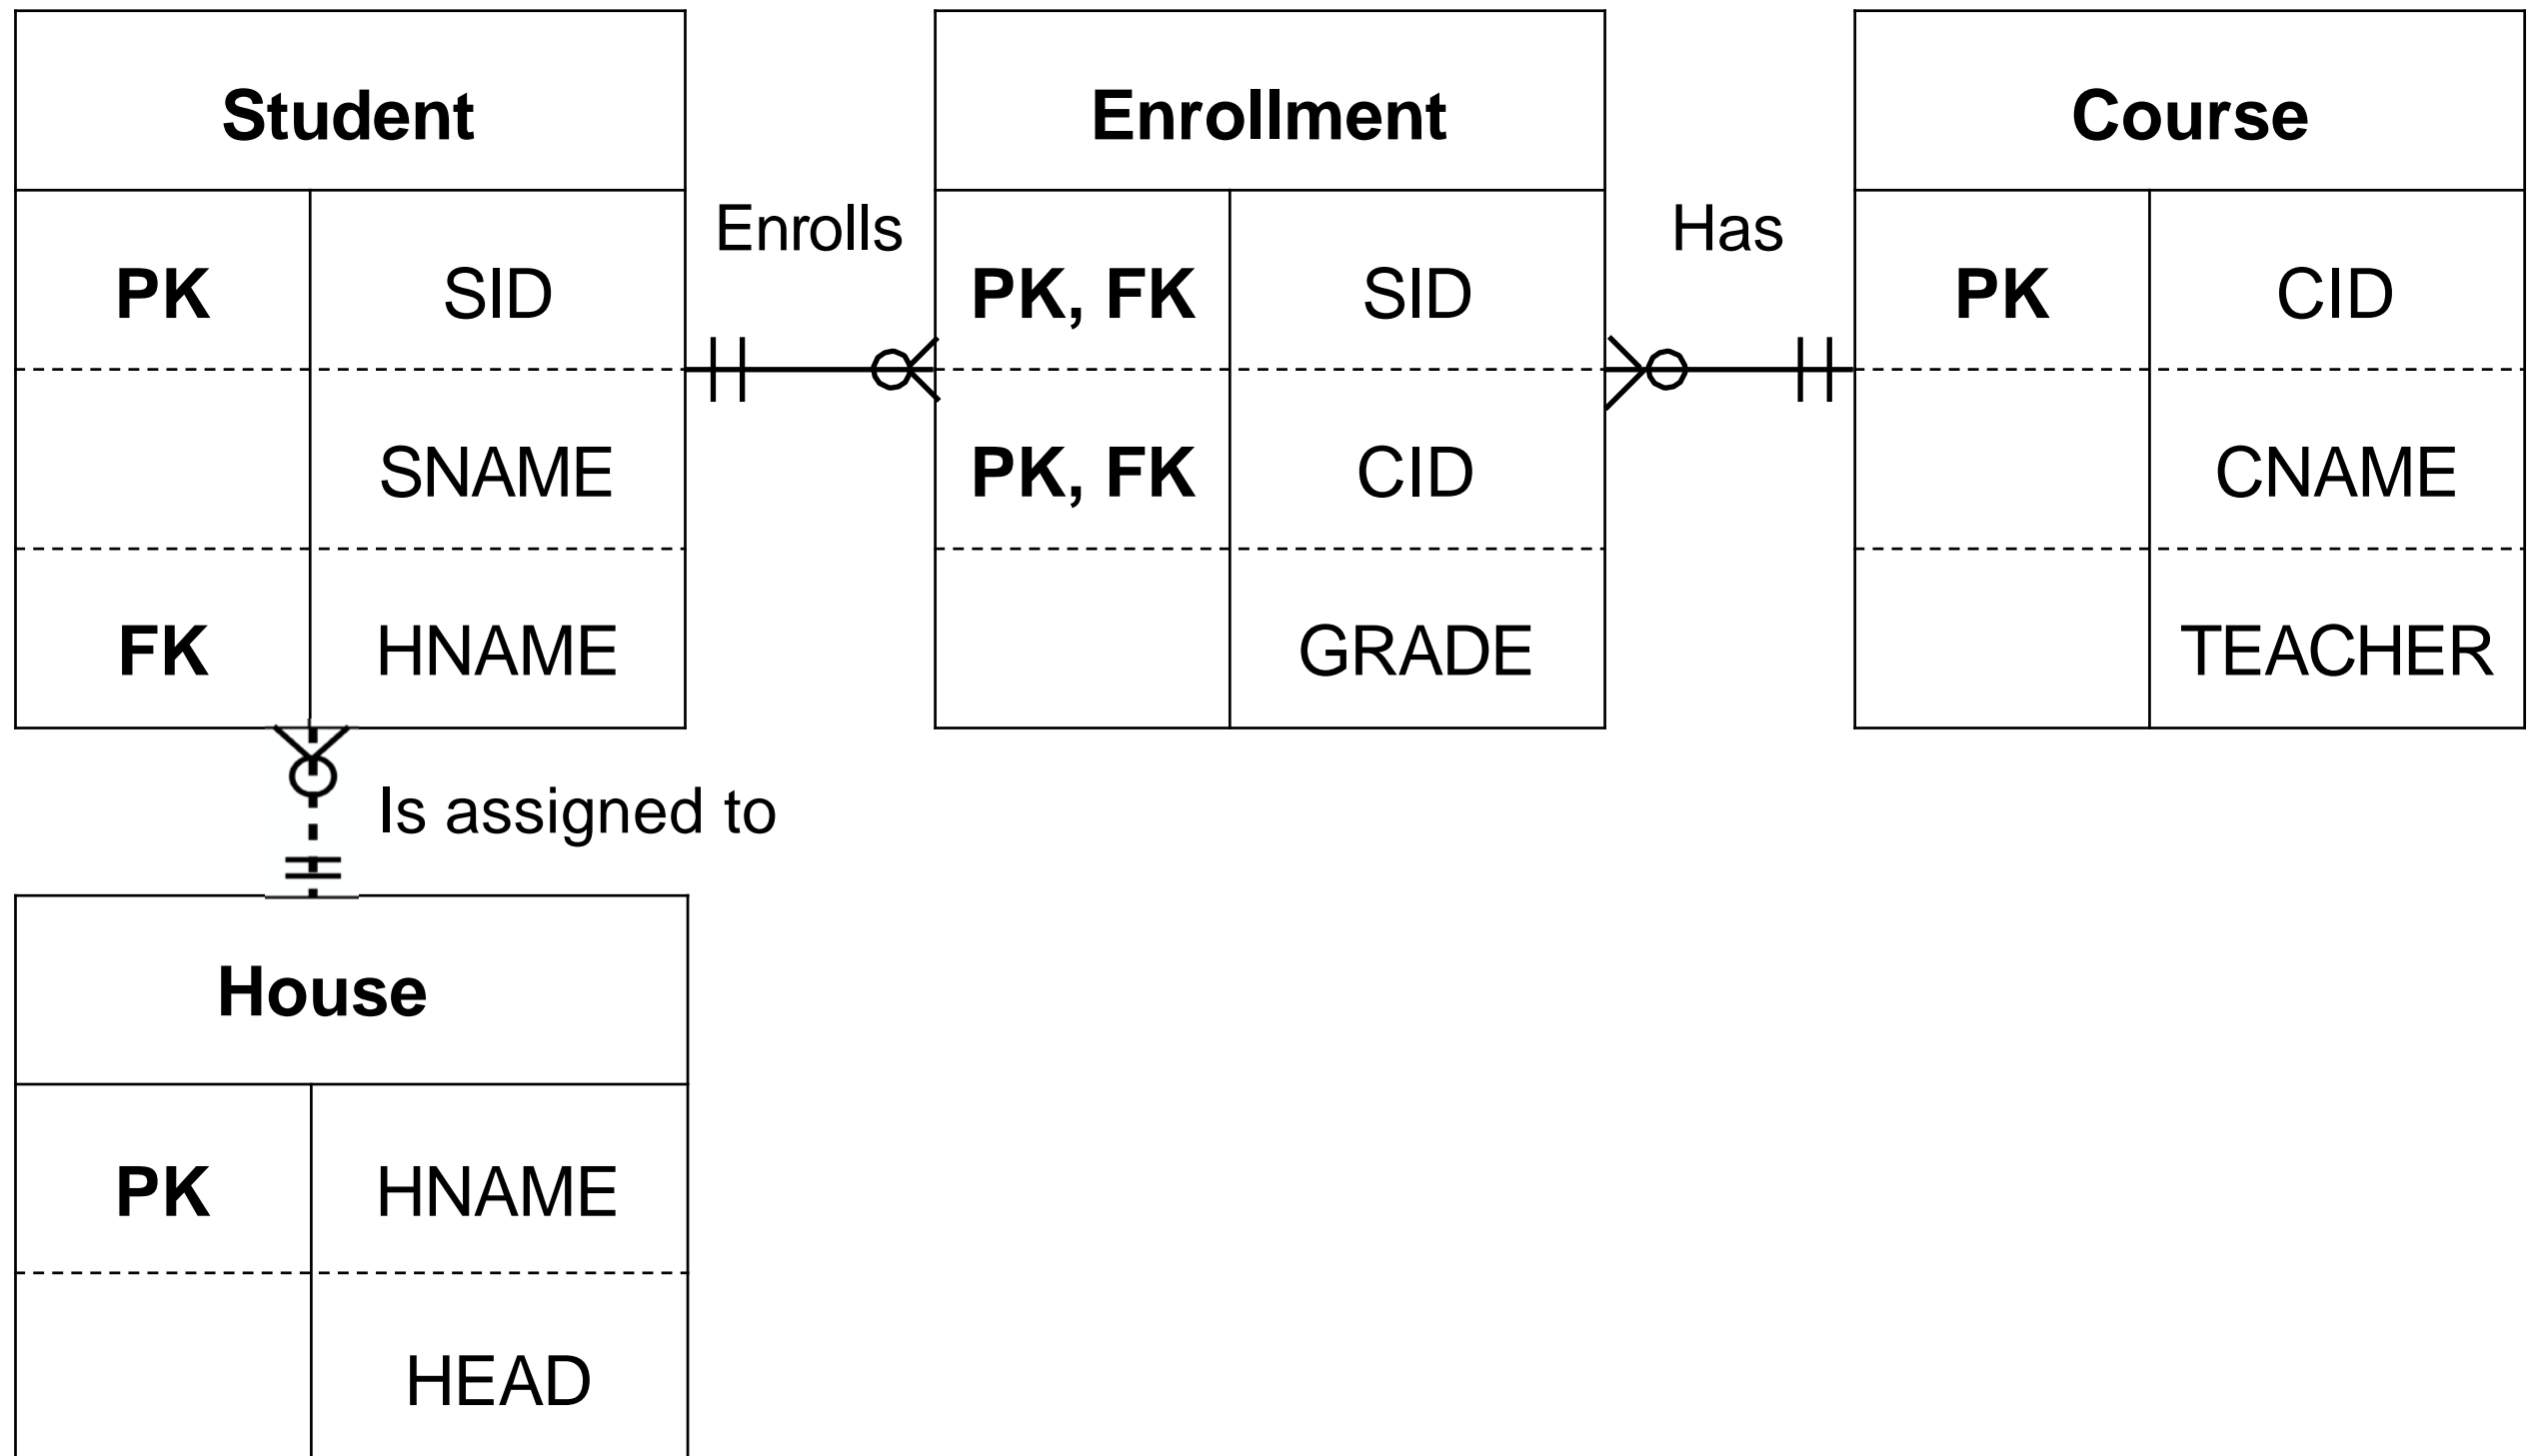 Student
PK SID
SNAME
FK HNAME
Enrolls
Enrollment
PK, FK SID
PK, FK CID
GRADE
Has
Course
PK CID
CNAME
TEACHER
Is assigned to
House
PK HNAME
HEAD